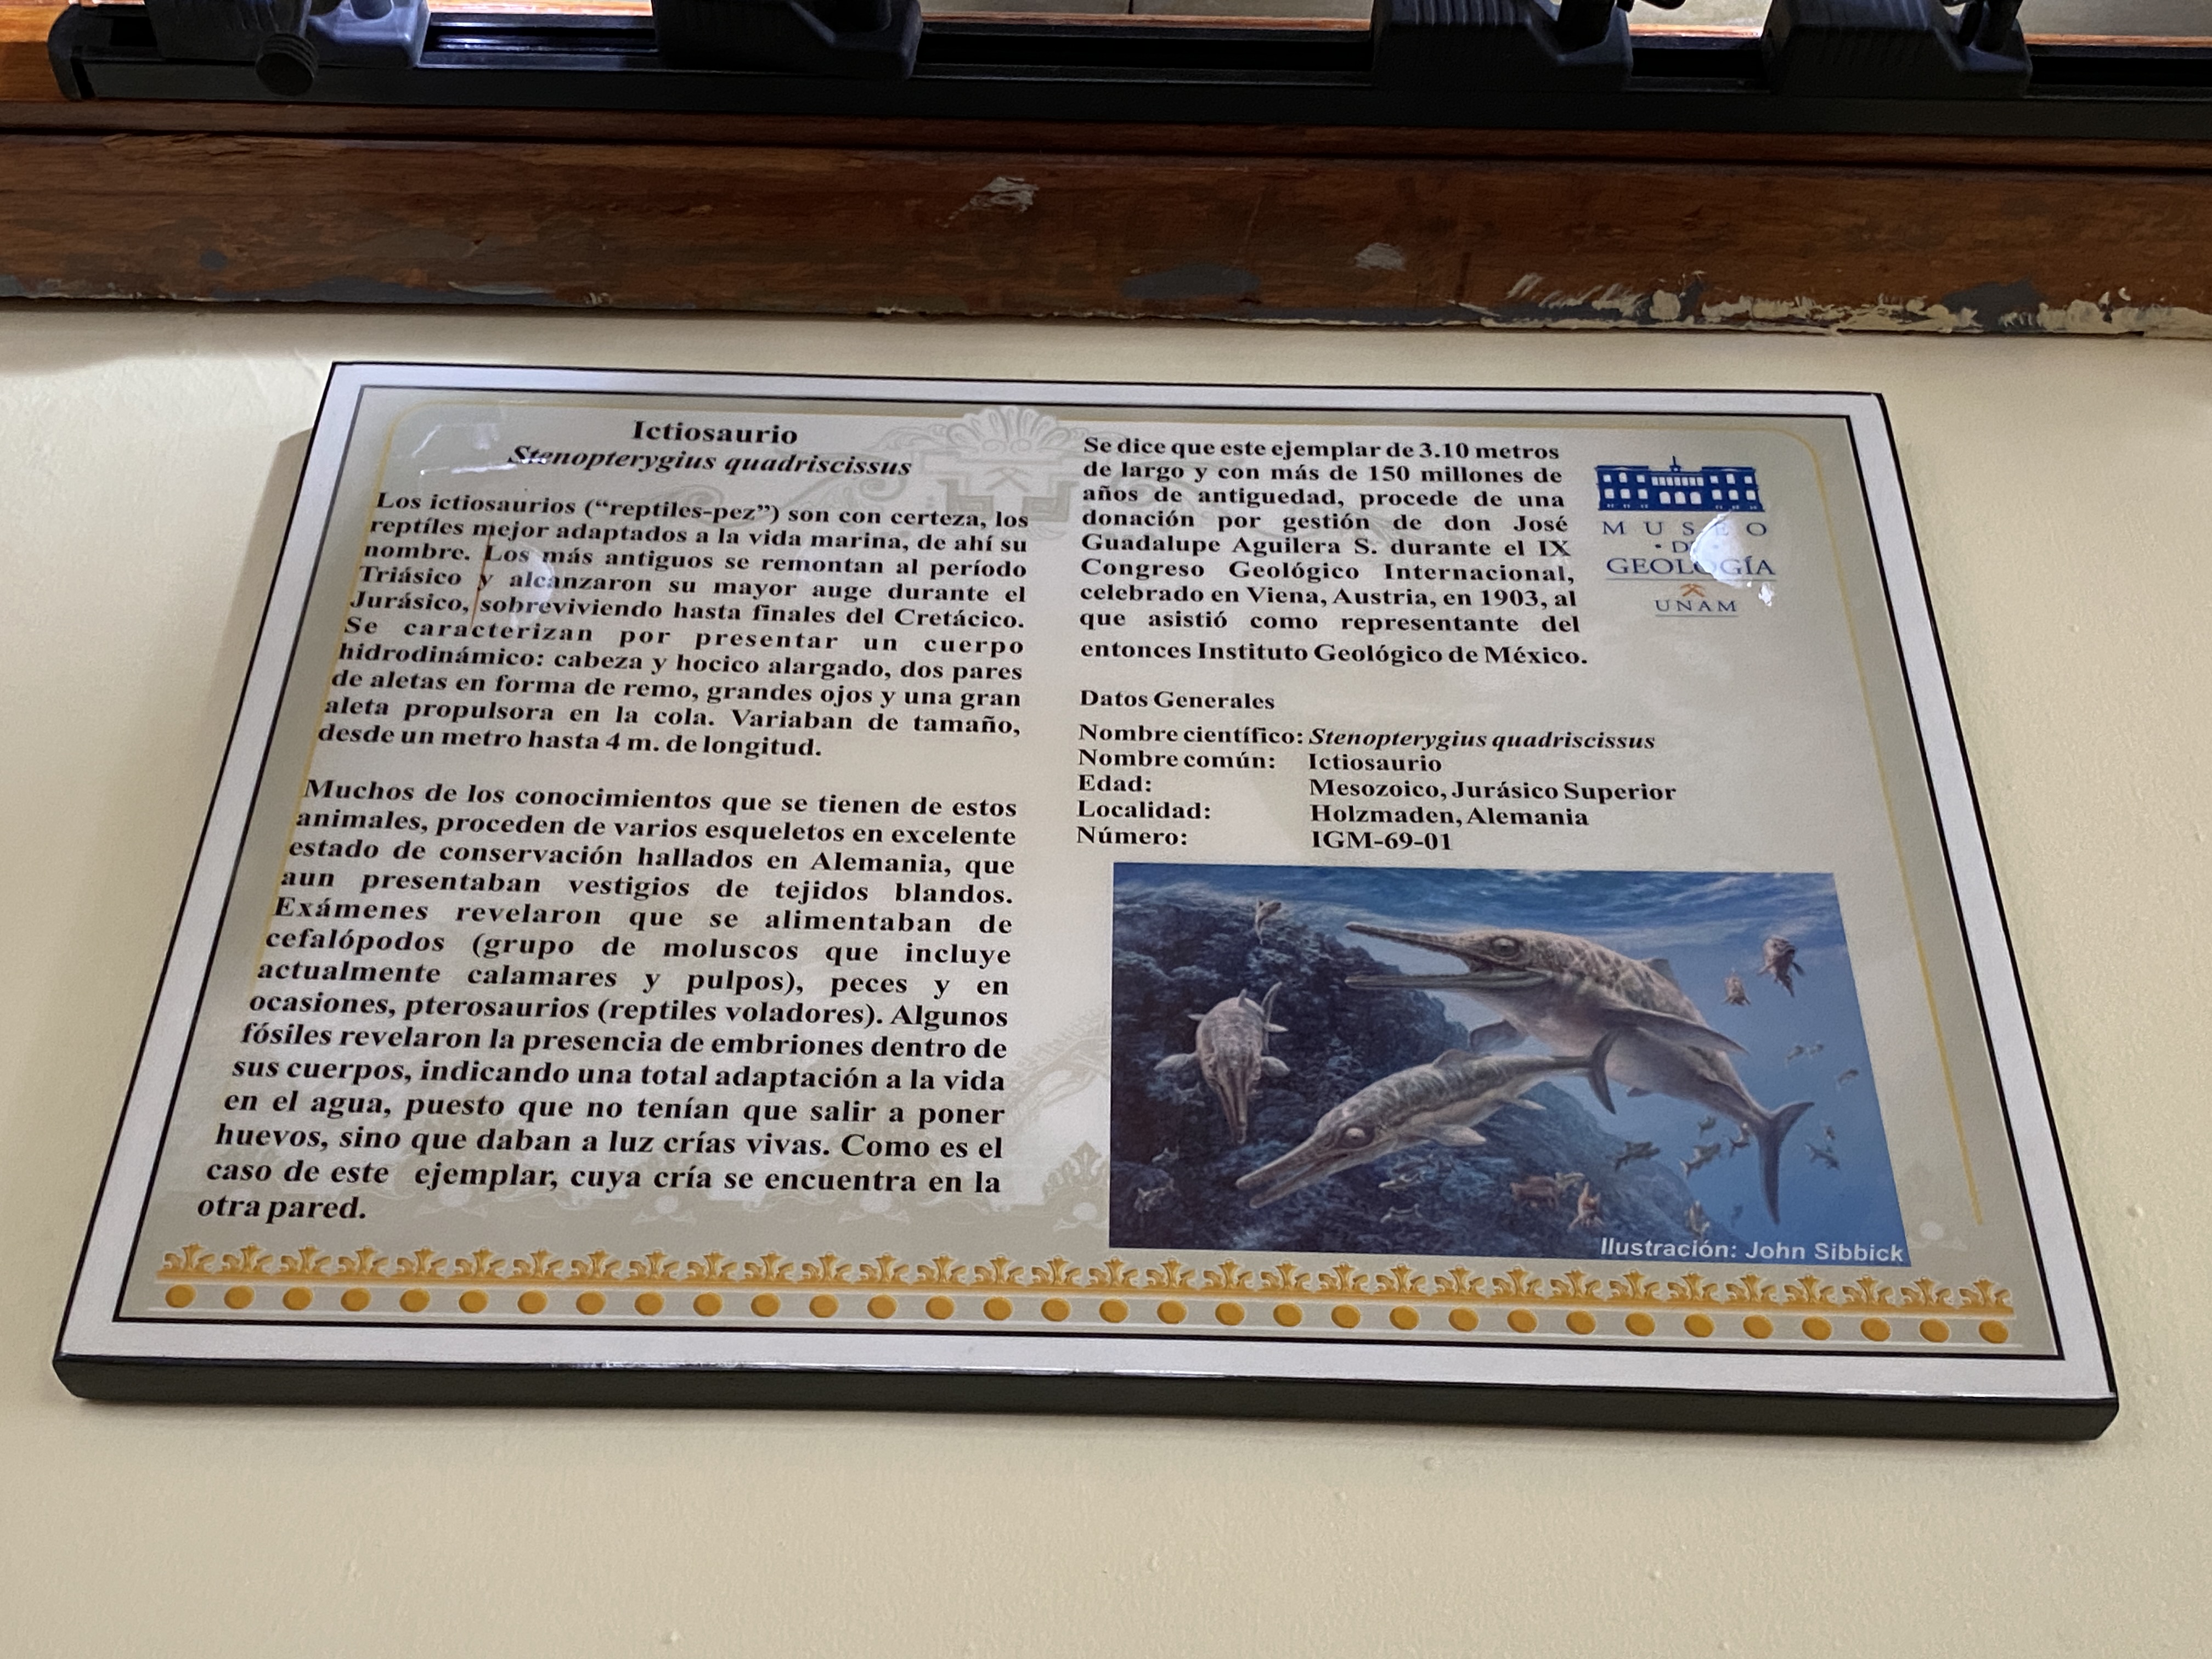 Ictiosaurio
Stenopterygius quadriscissus
Los ictiosaurios (“reptiles-pez”) son con certeza, los
reptíles mejor adaptados a la vida marina, de ahí su
nombre. Los más antiguos se remontan al período
Triásico y alcanzaron su mayor auge durante el
Jurásico, sobreviviendo hasta finales del Cretácico.
Se caracterizan por presentar un cuerpo
hidrodinámico: cabeza y hocico alargado, dos pares
de aletas en forma de remo, grandes ojos y una gran
aleta propulsora en la cola. Variaban de tamaño,
desde un metro hasta 4 m. de longitud.
Muchos de los conocimientos que se tienen de estos
animales, proceden de varios esqueletos en excelente
estado de conservación hallados en Alemania, que
aun presentaban vestigios de tejidos blandos.
Exámenes revelaron que se alimentaban de
cefalópodos (grupo de moluscos que incluye
actualmente calamares y pulpos), peces y en
ocasiones, pterosaurios (reptiles voladores). Algunos
fósiles revelaron la presencia de embriones dentro de
sus cuerpos, indicando una total adaptación a la vida
en el agua, puesto que no tenían que salir a poner
huevos, sino que daban a luz crías vivas. Como es el
caso de este ejemplar, cuya cría se encuentra en la
otra pared.
Se dice que este ejemplar de 3.10 metros
de largo y con más de 150 millones de
años de antiguedad, procede de una
donación por gestión de don José
Guadalupe Aguilera S. durante el IX
Congreso Geológico Internacional,
celebrado en Viena, Austria, en 1903, al
que asistió como representante del
entonces Instituto Geológico de México.
MUSEO
• DE •
GEOLOGÍA
UNAM
Datos Generales
Nombre científico: Stenopterygius quadriscissus
Nombre común: Ictiosaurio
Edad: Mesozoico, Jurásico Superior
Localidad: Holzmaden, Alemania
Número: IGM-69-01
Ilustración: John Sibbick